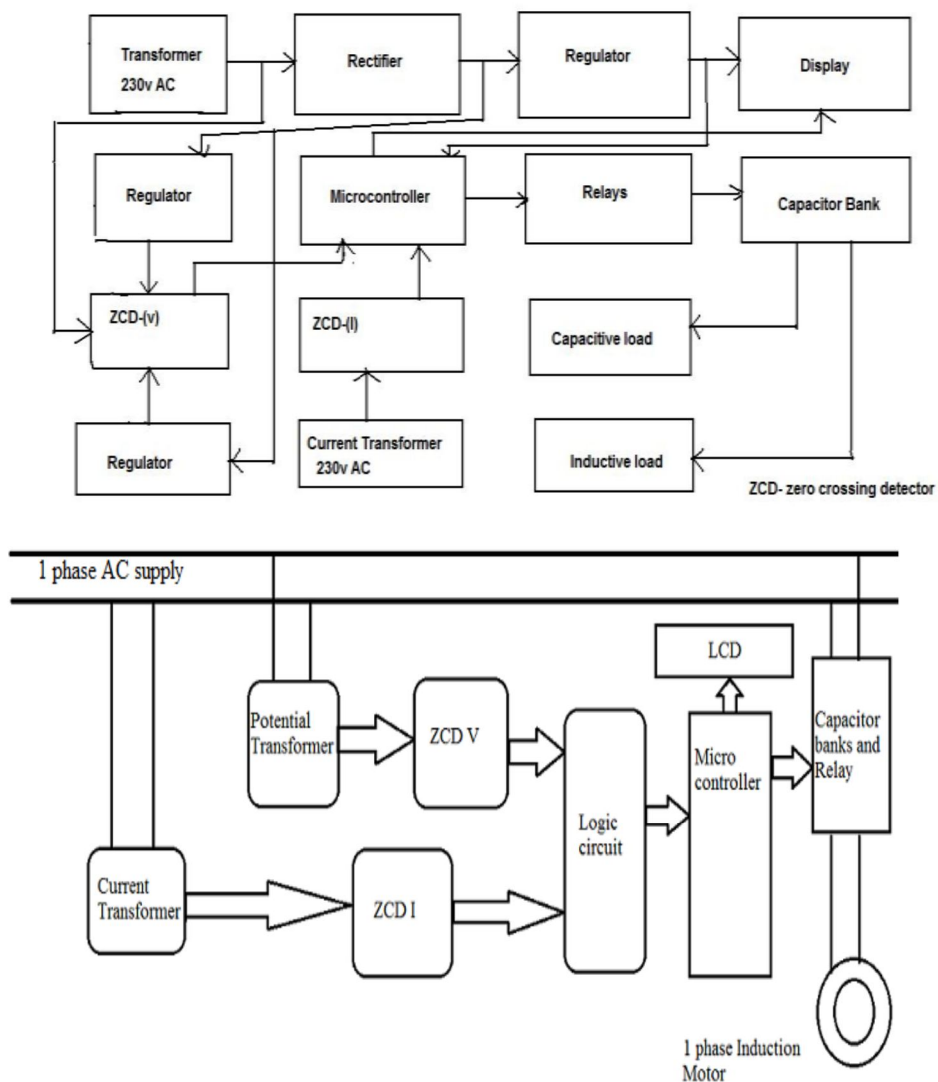 Transformer
230v AC
Rectifier
Regulator
Display
Regulator
Microcontroller
Relays
Capacitor Bank
ZCD-(v)
ZCD-(I)
Capacitive load
Regulator
Current Transformer
230v AC
Inductive load
ZCD- zero crossing detector
1 phase AC supply
LCD
Potential
Transformer
ZCD V
Capacitor
banks and
Relay
Micro
controller
Logic
circuit
Current
Transformer
ZCD I
1 phase Induction
Motor